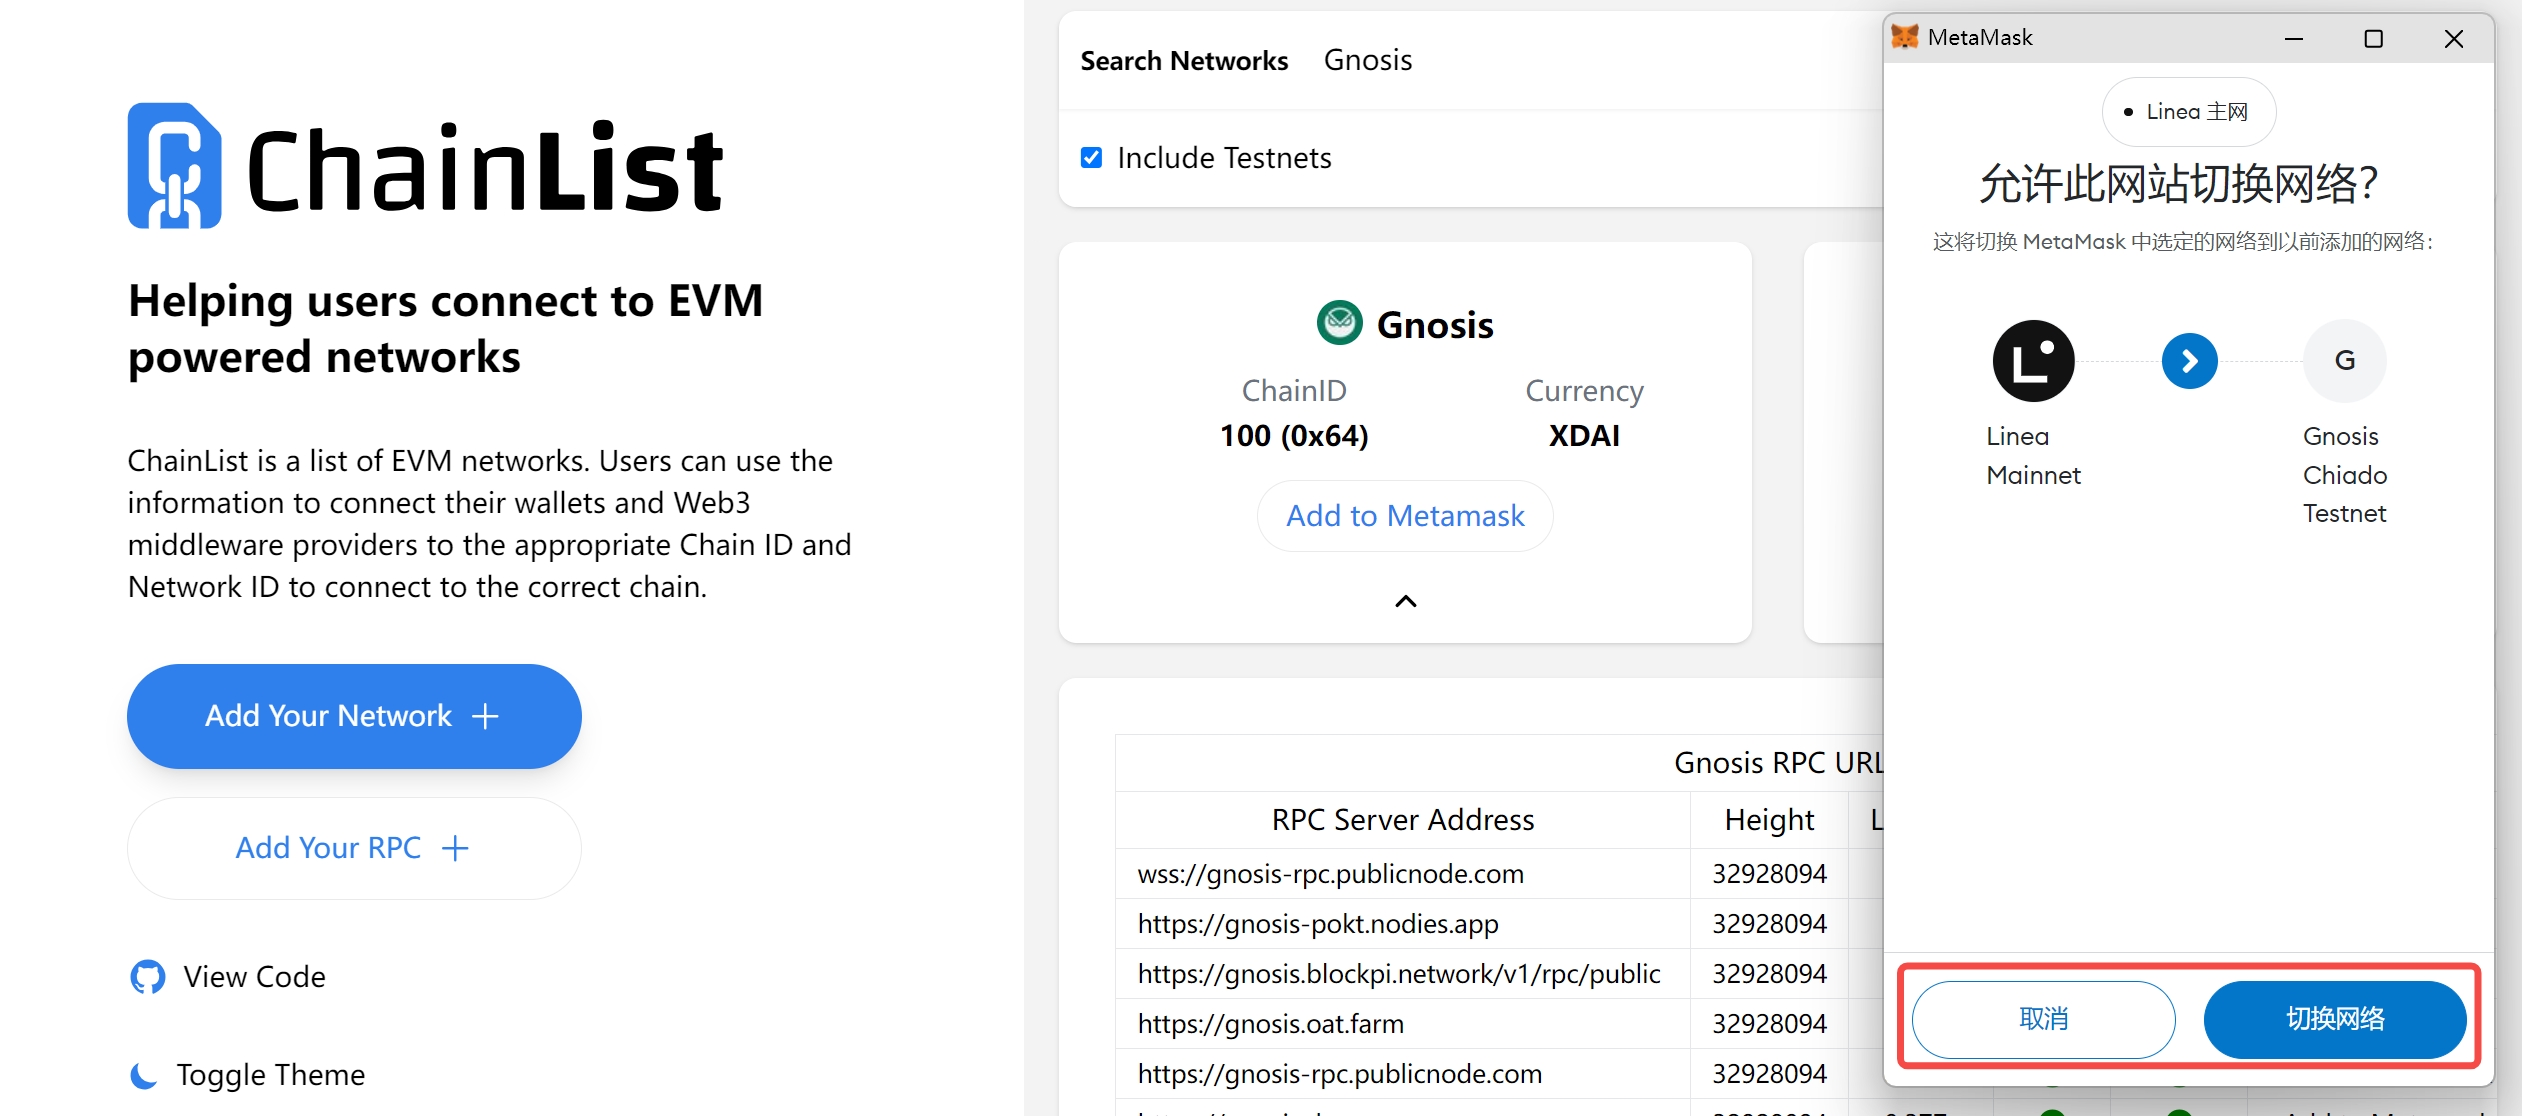 ChainList
Helping users connect to EVM
powered networks
ChainList is a list of EVM networks. Users can use the
information to connect their wallets and Web3
middleware providers to the appropriate Chain ID and
Network ID to connect to the correct chain.
Add Your Network
Add Your RPC
View Code
Toggle Theme
Search Networks Gnosis
Include Testnets
Gnosis
ChainID Currency
100 (0x64) XDAI
Add to Metamask
Gnosis RPC URL
RPC Server Address Height L
wss://gnosis-rpc.publicnode.com 32928094
https://gnosis-pokt.nodies.app 32928094
https://gnosis.blockpi.network/v1/rpc/public 32928094
https://gnosis.oat.farm 32928094
https://gnosis-rpc.publicnode.com 32928094
MetaMask
Linea 主网
允许此网站切换网络?
这将切换 MetaMask 中选定的网络到以前添加的网络:
L G
Linea
Mainnet
Gnosis
Chiado
Testnet
取消 切换网络